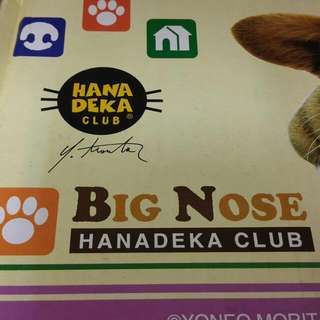 HANA
DEKA
CLUB ®
BIG NOSE
HANADEKA CLUB
©YONEO MORIT